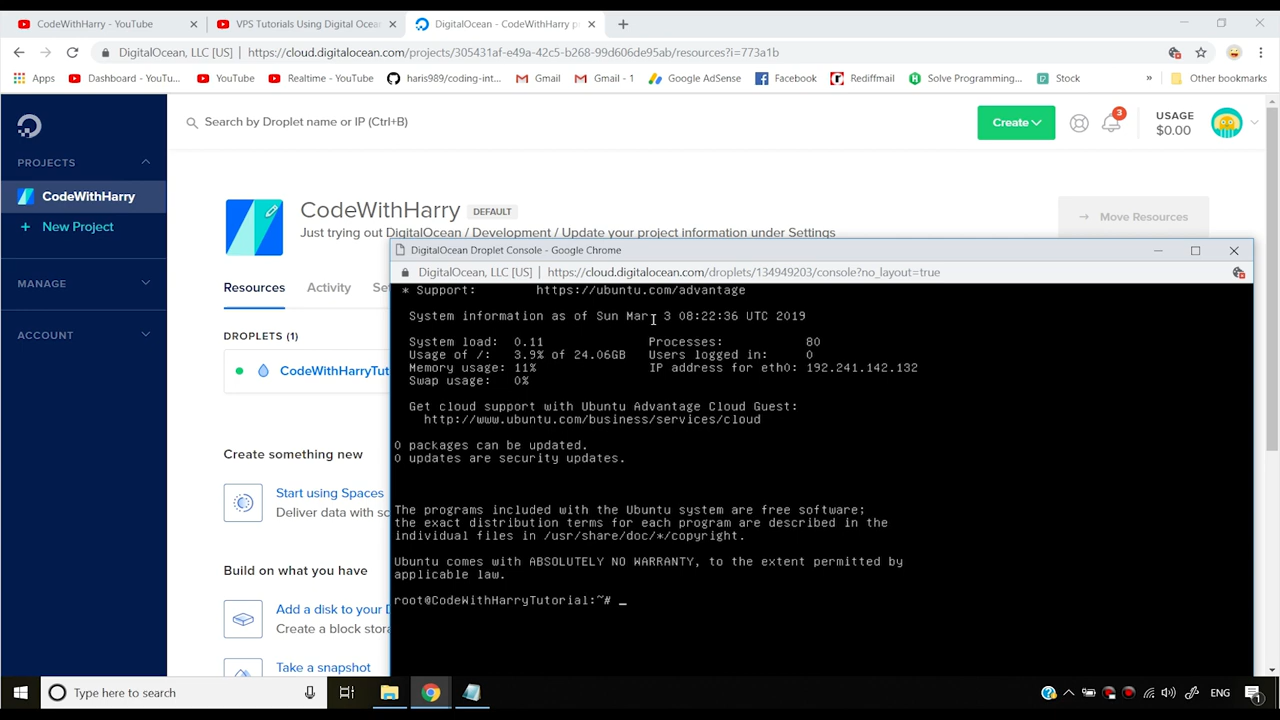 CodeWithHarry - YouTube
VPS Tutorials Using Digital Ocea
DigitalOcean - CodeWithHarry p
DigitalOcean, LLC [US] | https://cloud.digitalocean.com/projects/305431af-e49a-42c5-b268-99d606de95ab/resources?i=773a1b
Apps
Dashboard - YouTu...
YouTube
Realtime - YouTube
haris989/coding-int...
Gmail
Gmail - 1
Google AdSense
Facebook
Rediffmail
Solve Programming...
Stock
»
Other bookmarks
Search by Droplet name or IP (Ctrl+B)
Create
3
USAGE
$0.00
PROJECTS
CodeWithHarry
+ New Project
MANAGE
ACCOUNT
CodeWithHarry DEFAULT
Just trying out DigitalOcean / Development / Update your project information under Settings
→ Move Resources
Resources
Activity
Se
DROPLETS (1)
CodeWithHarryTut
Create something new
Start using Spaces
Deliver data with sc
Build on what you have
Add a disk to your D
Create a block stora
Take a snapshot
DigitalOcean Droplet Console - Google Chrome
DigitalOcean, LLC [US] | https://cloud.digitalocean.com/droplets/134949203/console?no_layout=true
* Support: https://ubuntu.com/advantage
System information as of Sun Mar 3 08:22:36 UTC 2019
System load: 0.11 Processes: 80
Usage of /: 3.9% of 24.06GB Users logged in: 0
Memory usage: 11% IP address for eth0: 192.241.142.132
Swap usage: 0%
Get cloud support with Ubuntu Advantage Cloud Guest:
http://www.ubuntu.com/business/services/cloud
0 packages can be updated.
0 updates are security updates.
The programs included with the Ubuntu system are free software;
the exact distribution terms for each program are described in the
individual files in /usr/share/doc/*/copyright.
Ubuntu comes with ABSOLUTELY NO WARRANTY, to the extent permitted by
applicable law.
root@CodeWithHarryTutorial:~# _
Type here to search
ENG
1